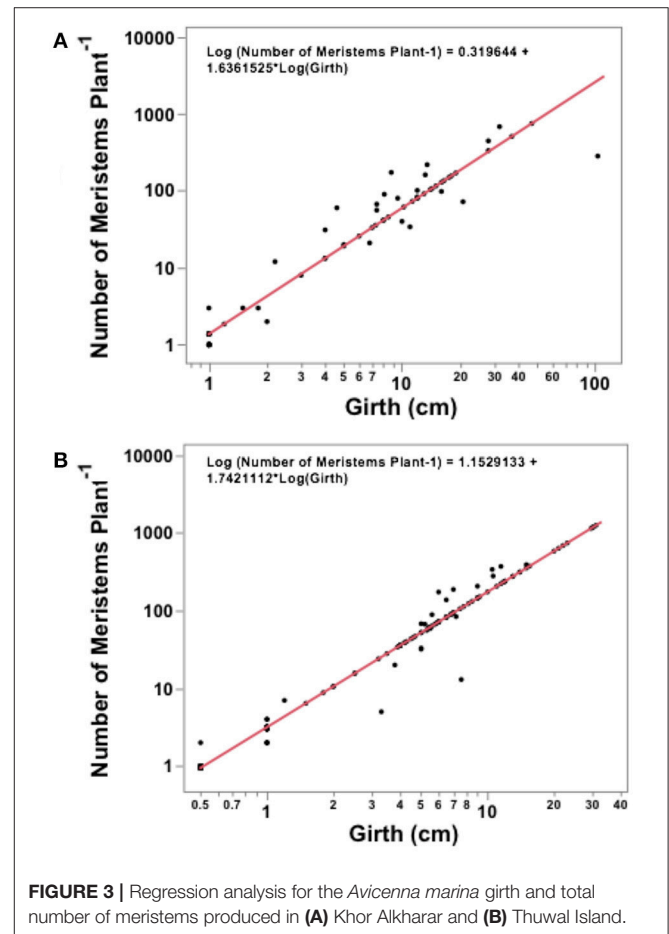 A
Log (Number of Meristems Plant-1) = 0.319644 +
1.6361525*Log(Girth)
Number of Meristems Plant-1
10000
1000
100
10
1
1 2 3 4 5 6 7 10 20 30 40 60 100
Girth (cm)
B
Log (Number of Meristems Plant-1) = 1.1529133 +
1.7421112*Log(Girth)
Number of Meristems Plant-1
10000
1000
100
10
1
0.5 0.7 1 2 3 4 5 6 7 8 10 20 30 40
Girth (cm)
FIGURE 3 | Regression analysis for the Avicenna marina girth and total
number of meristems produced in (A) Khor Alkharar and (B) Thuwal Island.